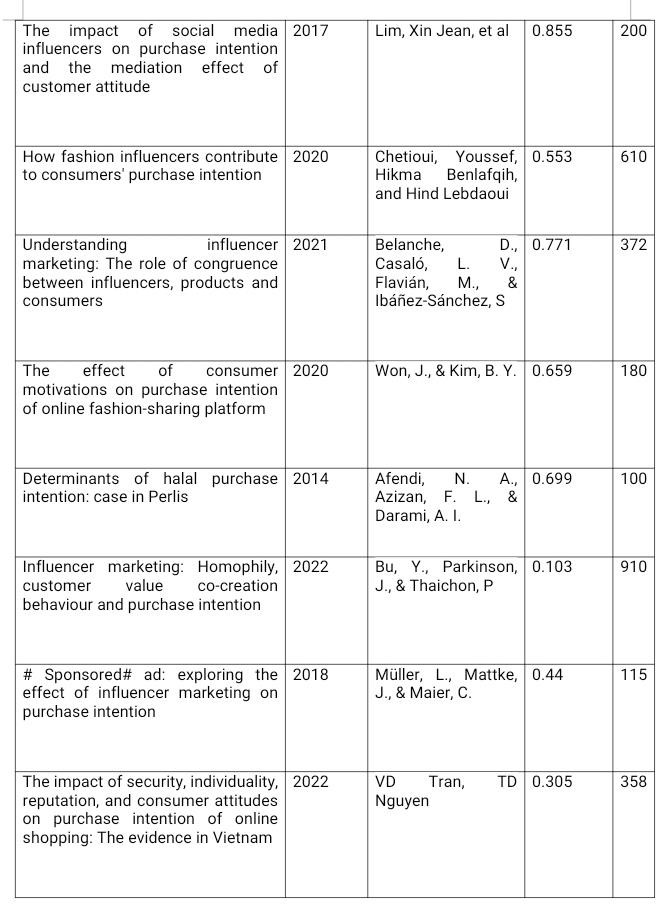 The impact of social media
influencers on purchase intention
and the mediation effect of
customer attitude
2017
Lim, Xin Jean, et al
0.855
200
How fashion influencers contribute
to consumers' purchase intention
2020
Chetioui, Youssef,
Hikma Benlafqih,
and Hind Lebdaoui
0.553
610
Understanding influencer
marketing: The role of congruence
between influencers, products and
consumers
2021
Belanche, D.,
Casaló, L. V.,
Flavián, M., &
Ibáñez-Sánchez, S
0.771
372
The effect of consumer
motivations on purchase intention
of online fashion-sharing platform
2020
Won, J., & Kim, B. Y.
0.659
180
Determinants of halal purchase
intention: case in Perlis
2014
Afendi, N. A.,
Azizan, F. L., &
Darami, A. I.
0.699
100
Influencer marketing: Homophily,
customer value co-creation
behaviour and purchase intention
2022
Bu, Y., Parkinson,
J., & Thaichon, P
0.103
910
# Sponsored# ad: exploring the
effect of influencer marketing on
purchase intention
2018
Müller, L., Mattke,
J., & Maier, C.
0.44
115
The impact of security, individuality,
reputation, and consumer attitudes
on purchase intention of online
shopping: The evidence in Vietnam
2022
VD Tran, TD
Nguyen
0.305
358